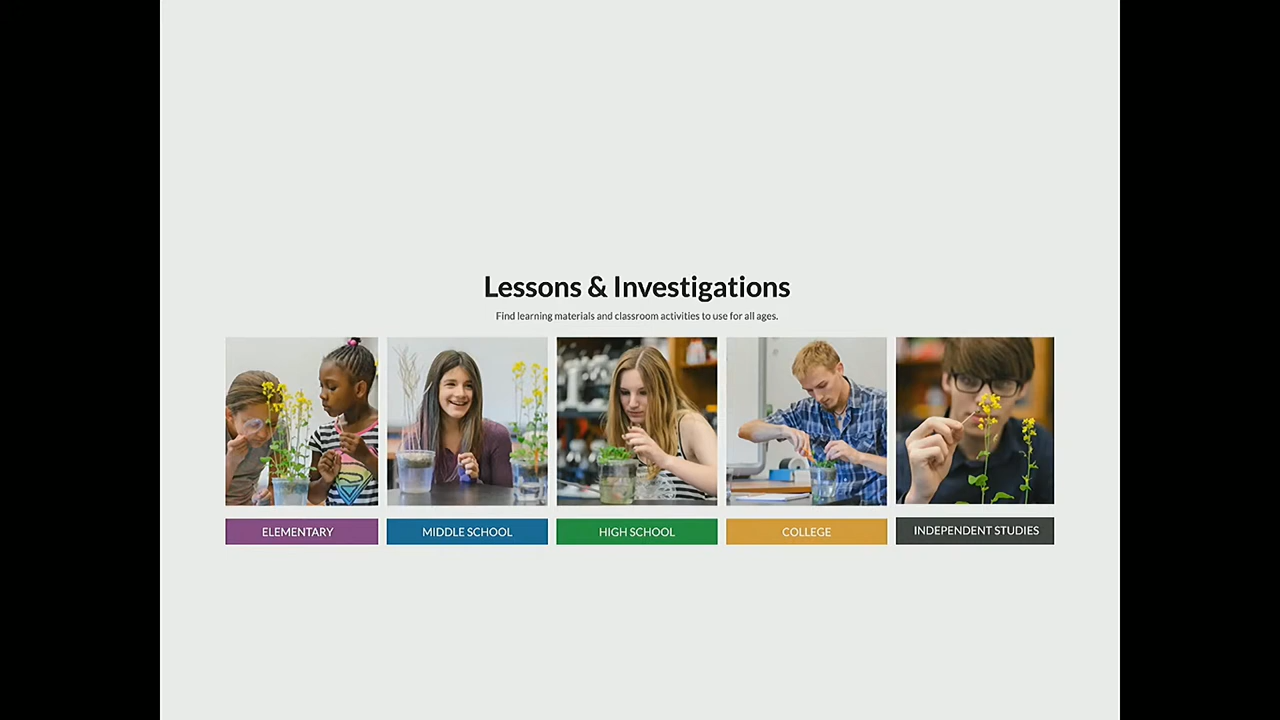 Lessons & Investigations
Find learning materials and classroom activities to use for all ages.
ELEMENTARY
MIDDLE SCHOOL
HIGH SCHOOL
COLLEGE
INDEPENDENT STUDIES